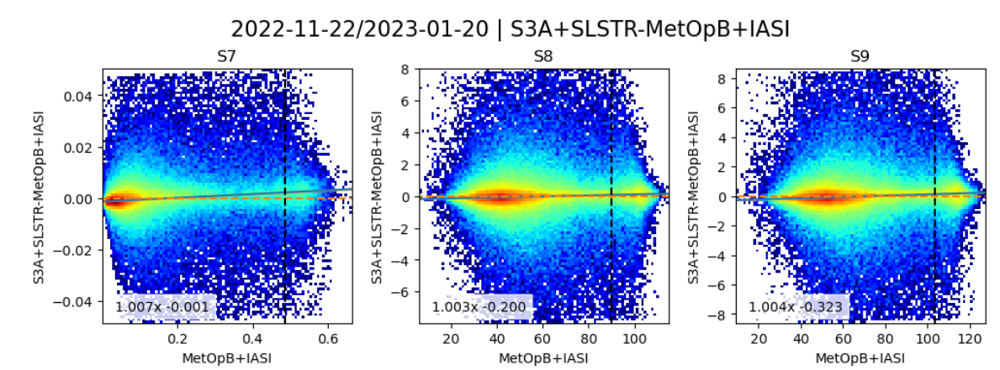 2022-11-22/2023-01-20 | S3A+SLSTR-MetOpB+IASI
S7
S3A+SLSTR-MetOpB+IASI
0.04
0.02
0.00
−0.02
−0.04
1.007x -0.001
0.2 0.4 0.6
MetOpB+IASI
S8
S3A+SLSTR-MetOpB+IASI
8
6
4
2
0
−2
−4
−6
1.003x -0.200
20 40 60 80 100
MetOpB+IASI
S9
S3A+SLSTR-MetOpB+IASI
8
6
4
2
0
−2
−4
−6
−8
1.004x -0.323
20 40 60 80 100 120
MetOpB+IASI